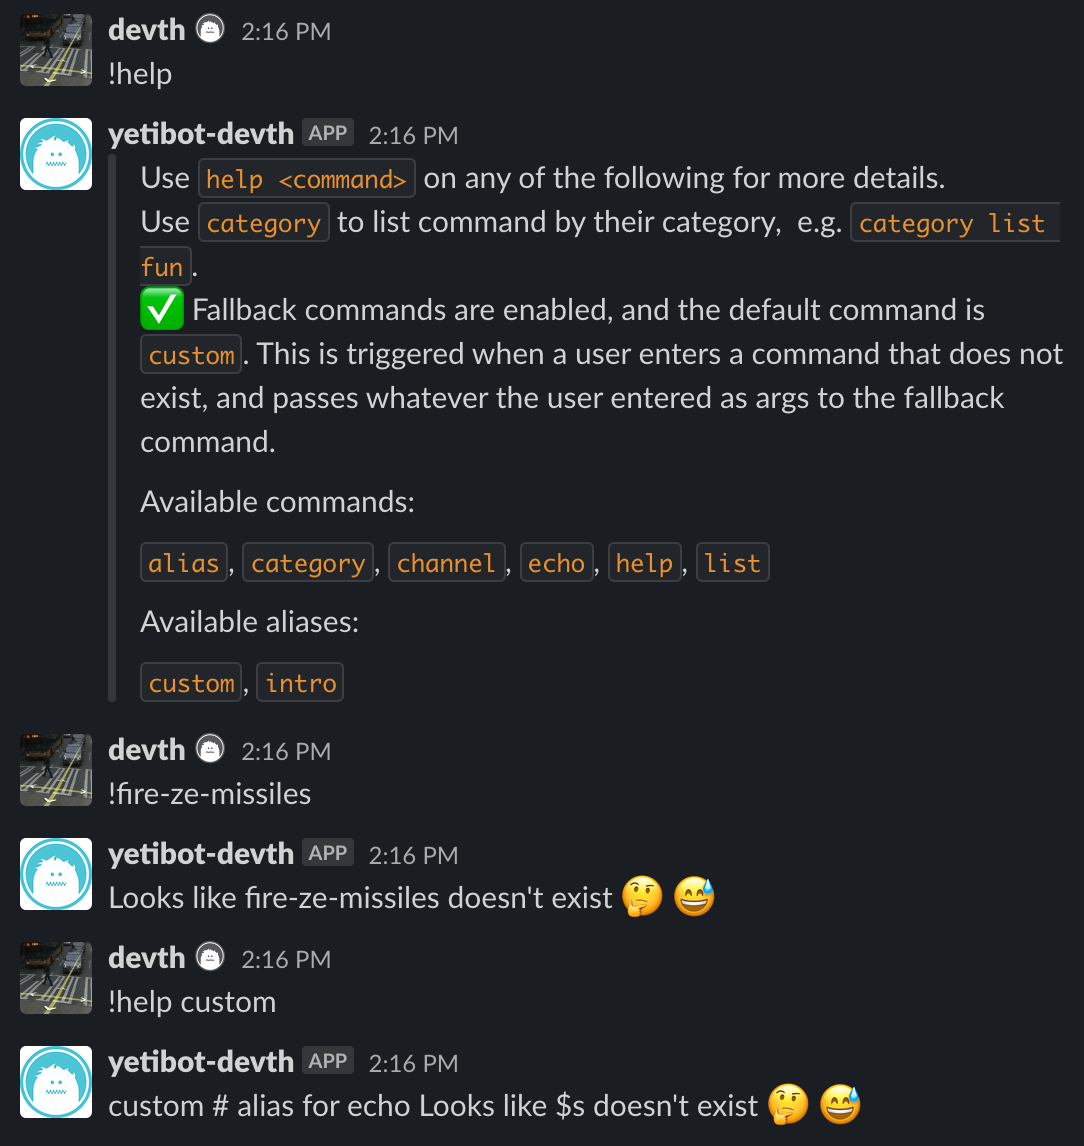 devth 2:16 PM
!help
yetibot-devth APP 2:16 PM
Use help <command> on any of the following for more details.
Use category to list command by their category, e.g. category list
fun.
✅ Fallback commands are enabled, and the default command is
custom. This is triggered when a user enters a command that does not
exist, and passes whatever the user entered as args to the fallback
command.
Available commands:
alias, category, channel, echo, help, list
Available aliases:
custom, intro
devth 2:16 PM
!fire-ze-missiles
yetibot-devth APP 2:16 PM
Looks like fire-ze-missiles doesn't exist 🤔 😅
devth 2:16 PM
!help custom
yetibot-devth APP 2:16 PM
custom # alias for echo Looks like $s doesn't exist 🤔 😅